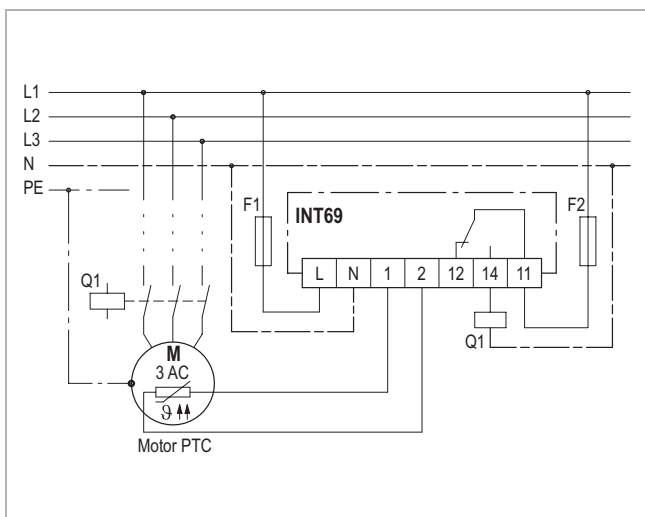 L1
L2
L3
N
PE
F1
INT69
F2
L N 1 2 12 14 11
Q1
Q1
M
3 AC
ϑ
Motor PTC